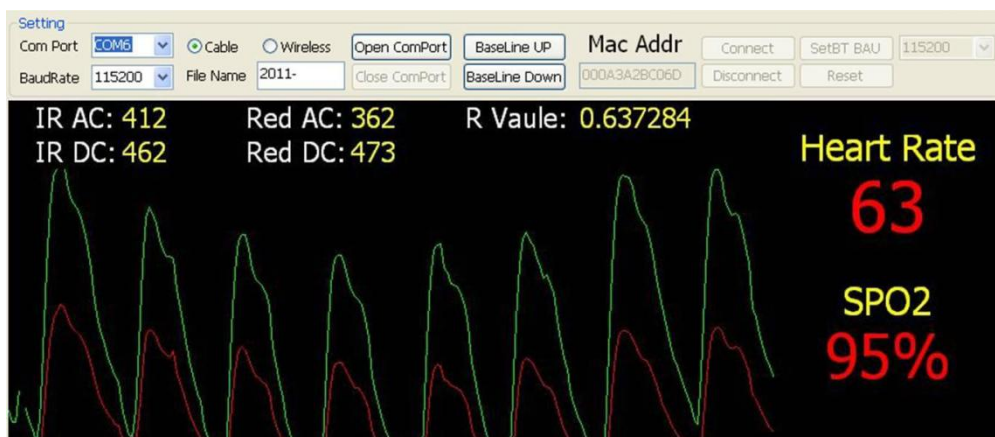 Setting
Com Port COM6 Cable Wireless Open ComPort BaseLine UP Mac Addr Connect SetBT BAU 115200
BaudRate 115200 File Name 2011- Close ComPort BaseLine Down 000A3A2BC06D Disconnect Reset
IR AC: 412 Red AC: 362 R Vaule: 0.637284
IR DC: 462 Red DC: 473
Heart Rate
63
SPO2
95%